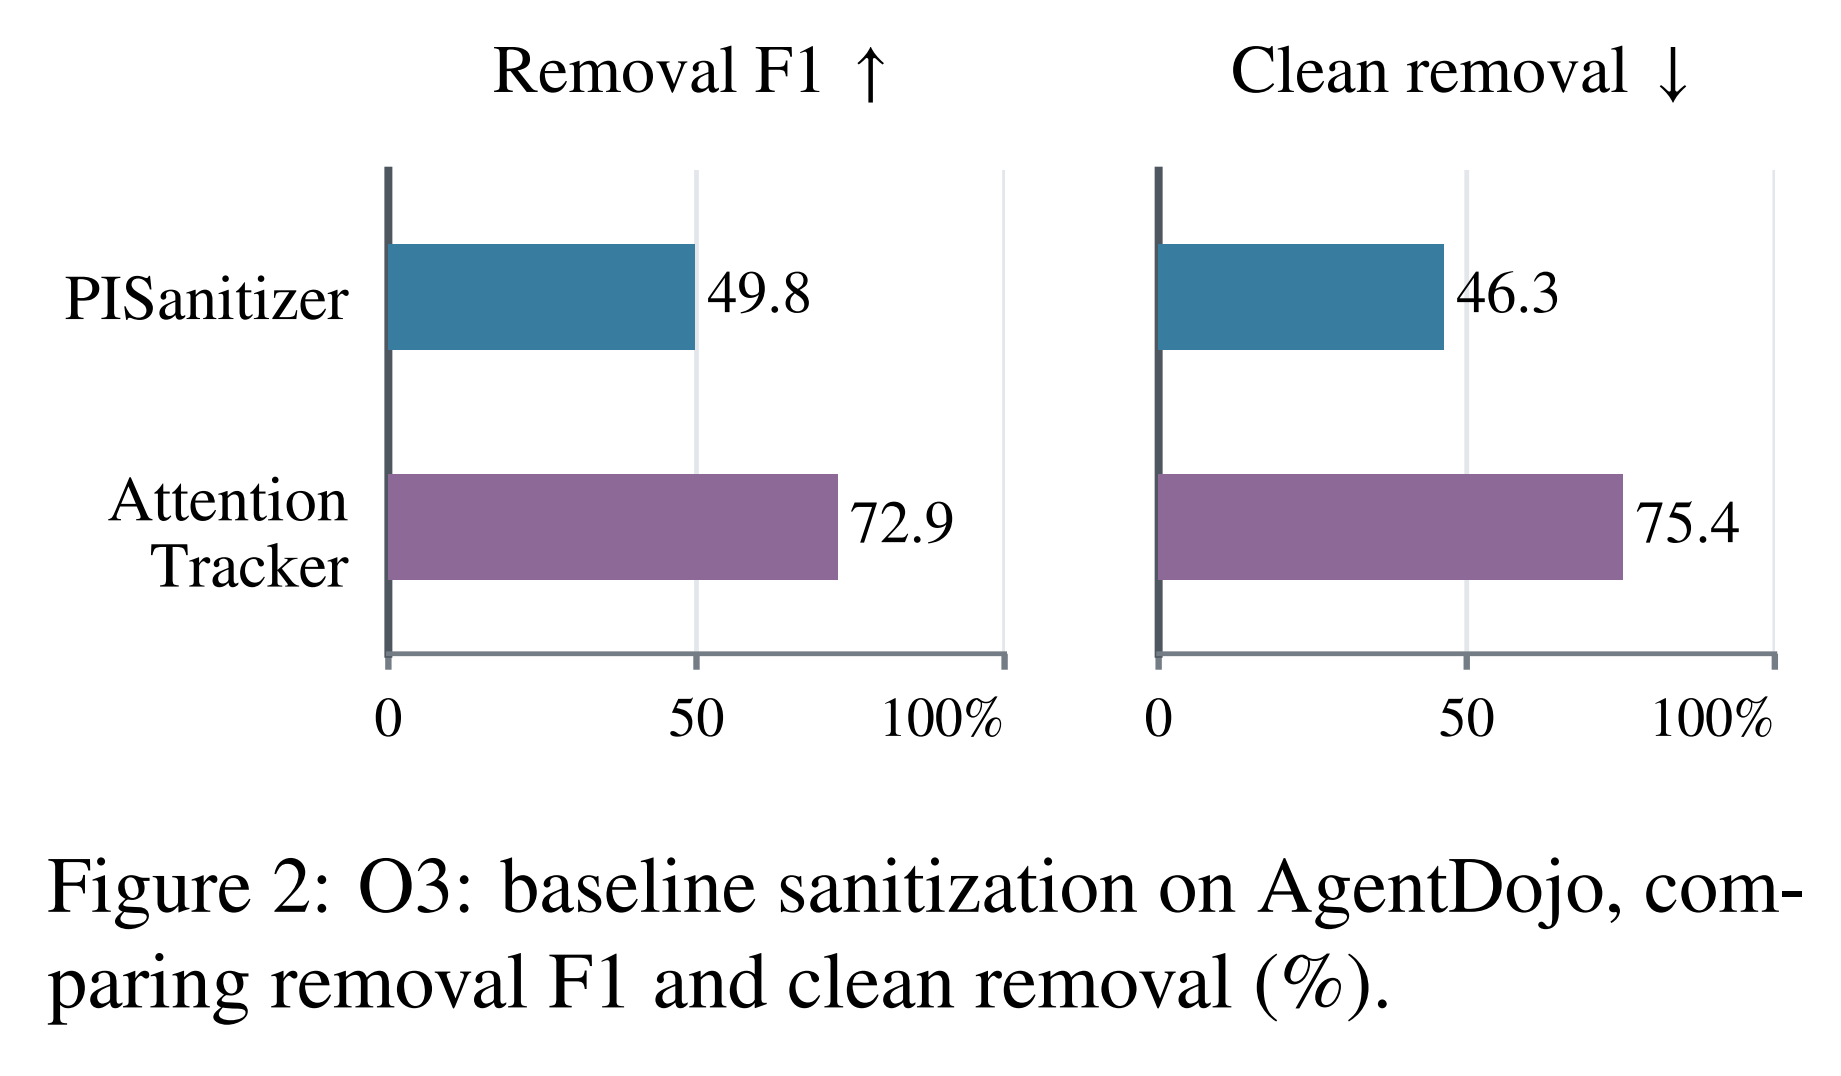 Removal F1 ↑
Clean removal ↓
PISanitizer
49.8
46.3
Attention
Tracker
72.9
75.4
0 50 100%
0 50 100%
Figure 2: O3: baseline sanitization on AgentDojo, com-
paring removal F1 and clean removal (%).